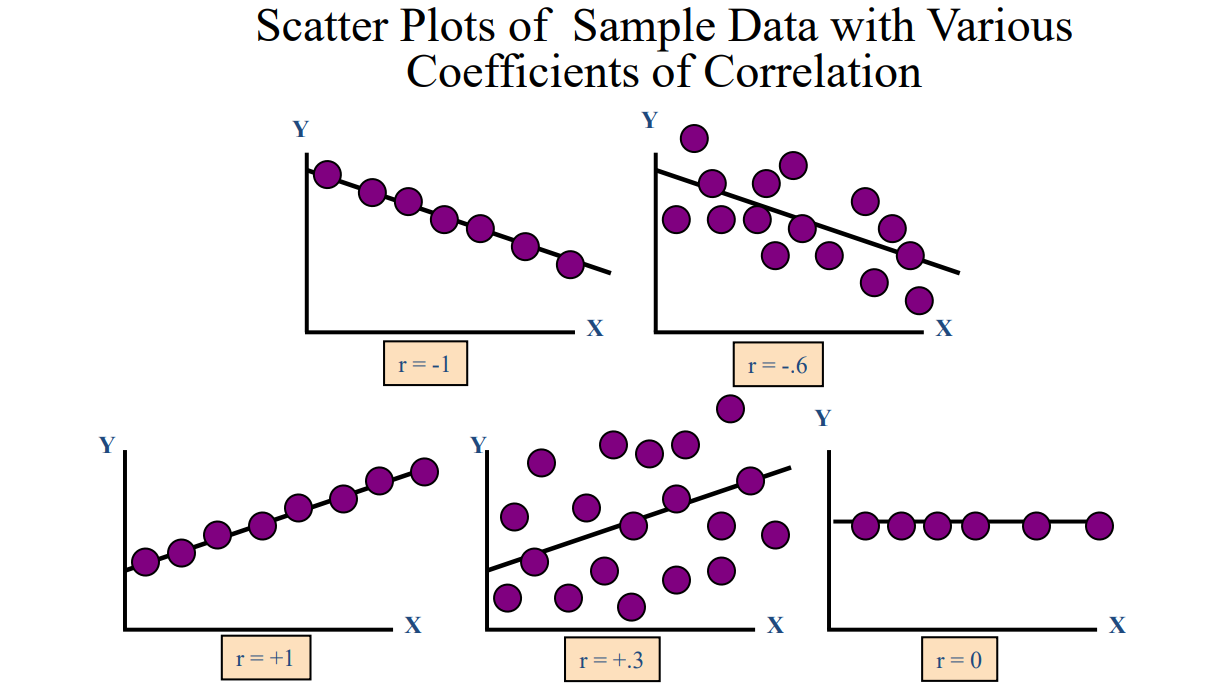 Scatter Plots of Sample Data with Various
Coefficients of Correlation
Y
X
r = -1
Y
X
r = -.6
Y
X
r = +1
Y
X
r = +.3
Y
X
r = 0